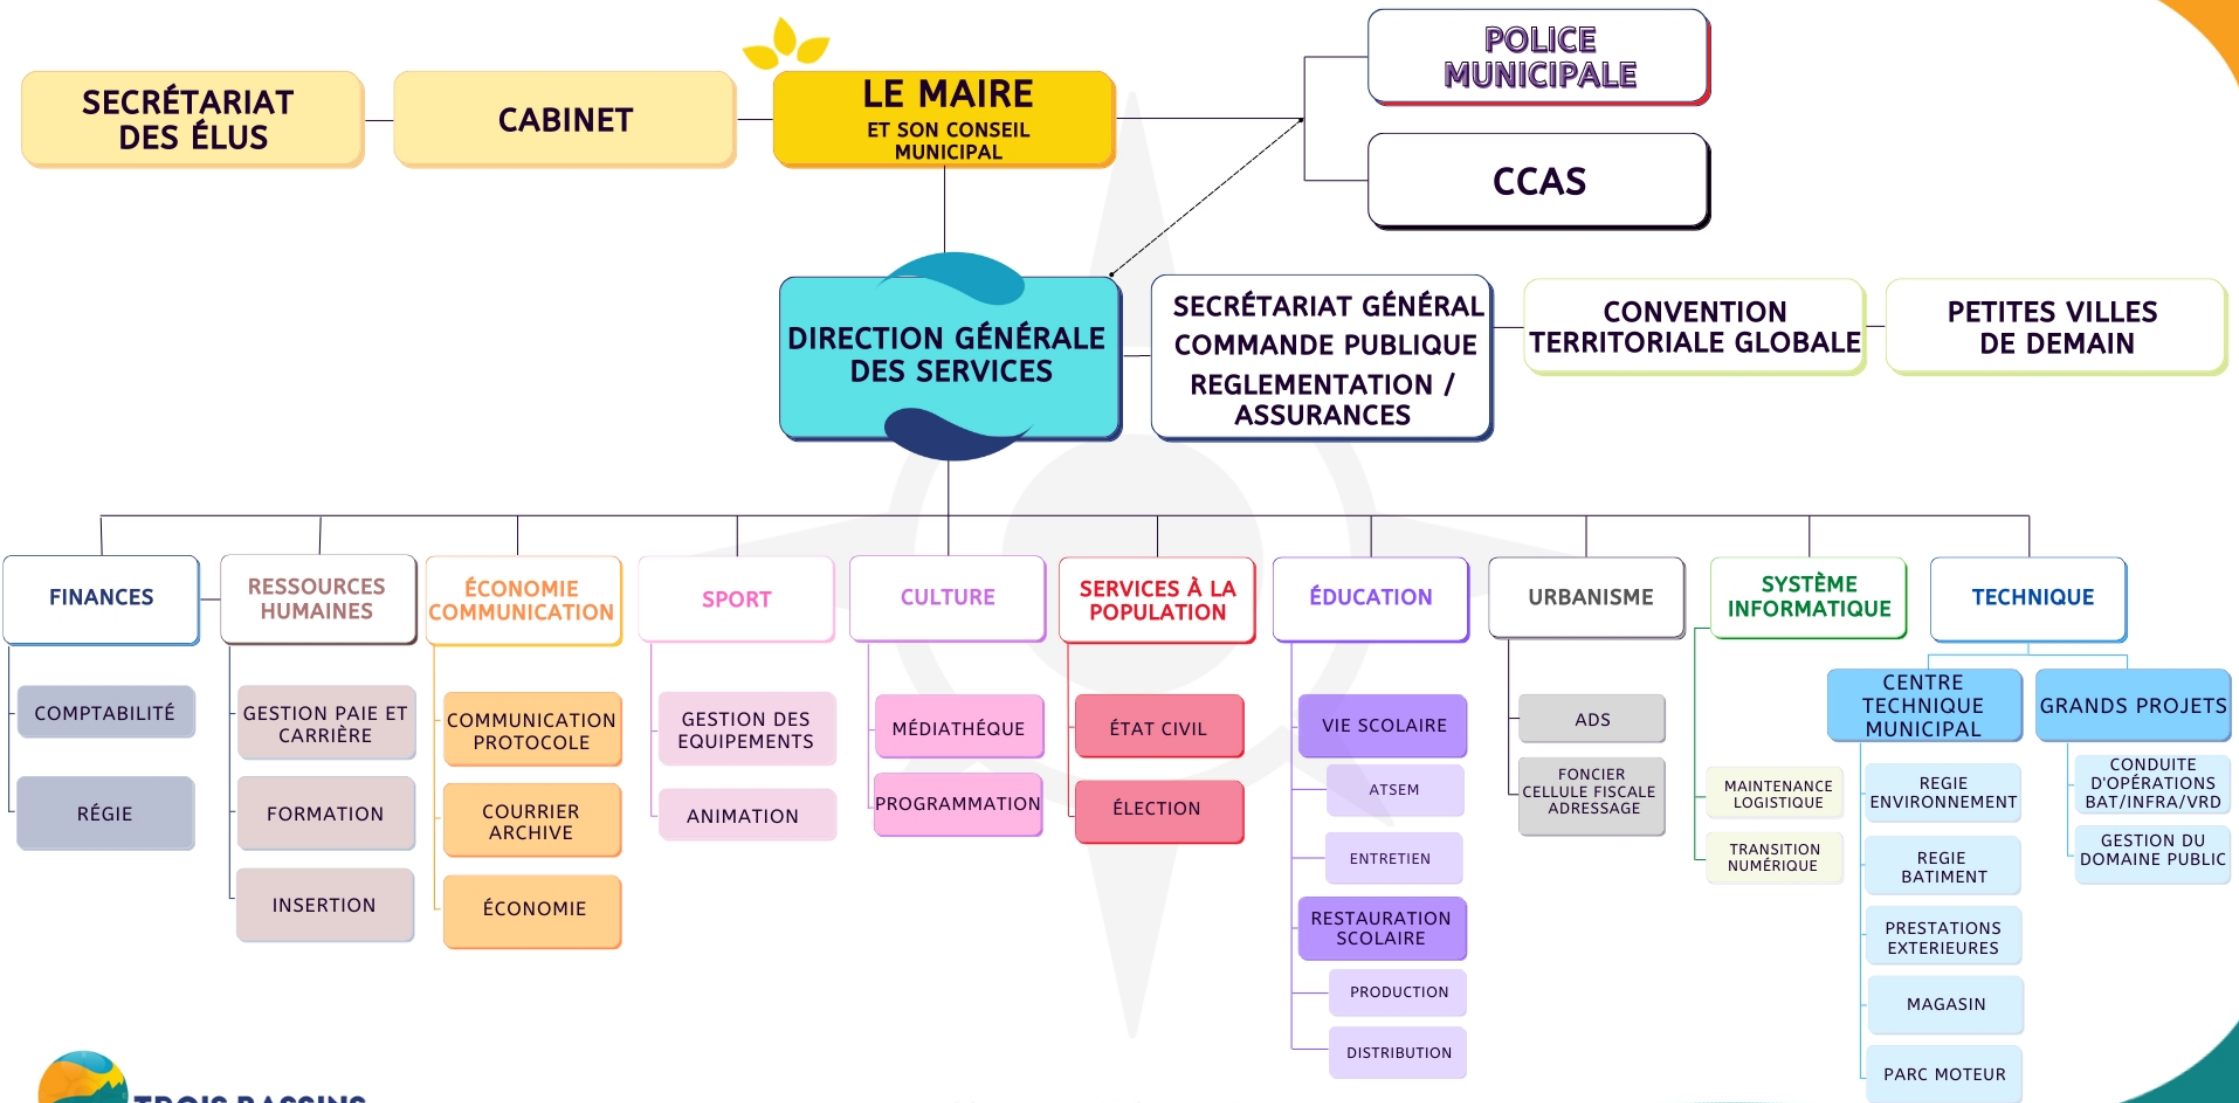 SECRÉTARIAT
DES ÉLUS
CABINET
LE MAIRE
ET SON CONSEIL
MUNICIPAL
POLICE
MUNICIPALE
CCAS
DIRECTION GÉNÉRALE
DES SERVICES
SECRÉTARIAT GÉNÉRAL
COMMANDE PUBLIQUE
REGLEMENTATION /
ASSURANCES
CONVENTION
TERRITORIALE GLOBALE
PETITES VILLES
DE DEMAIN
FINANCES
COMPTABILITÉ
RÉGIE
RESSOURCES
HUMAINES
GESTION PAIE ET
CARRIÈRE
FORMATION
INSERTION
ÉCONOMIE
COMMUNICATION
COMMUNICATION
PROTOCOLE
COURRIER
ARCHIVE
ÉCONOMIE
SPORT
GESTION DES
EQUIPEMENTS
ANIMATION
CULTURE
MÉDIATHÉQUE
PROGRAMMATION
SERVICES À LA
POPULATION
ÉTAT CIVIL
ÉLECTION
ÉDUCATION
VIE SCOLAIRE
ATSEM
ENTRETIEN
RESTAURATION
SCOLAIRE
PRODUCTION
DISTRIBUTION
URBANISME
ADS
FONCIER
CELLULE FISCALE
ADRESSAGE
SYSTÈME
INFORMATIQUE
MAINTENANCE
LOGISTIQUE
TRANSITION
NUMÉRIQUE
TECHNIQUE
CENTRE
TECHNIQUE
MUNICIPAL
REGIE
ENVIRONNEMENT
REGIE
BATIMENT
PRESTATIONS
EXTERIEURES
MAGASIN
PARC MOTEUR
GRANDS PROJETS
CONDUITE
D'OPÉRATIONS
BAT/INFRA/VRD
GESTION DU
DOMAINE PUBLIC
TROIS BASSINS